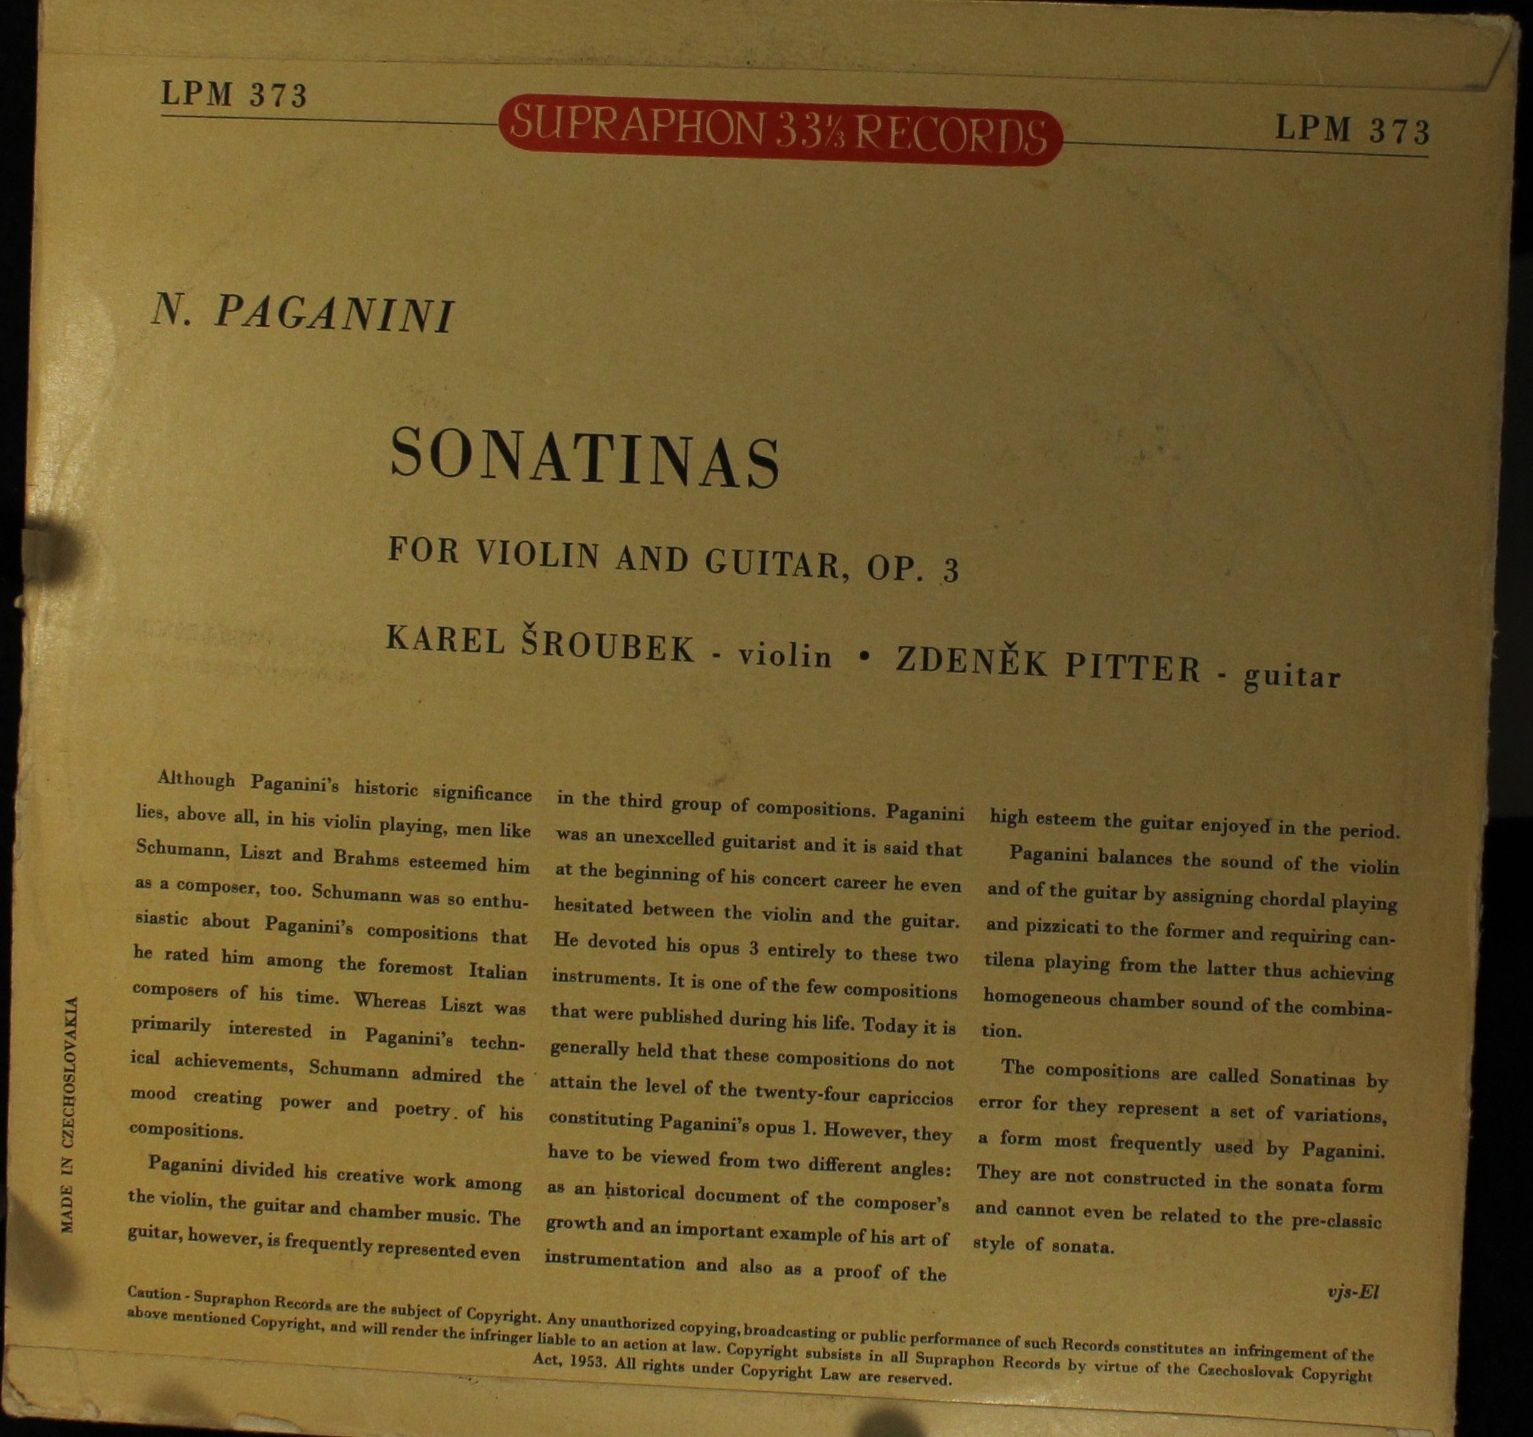 LPM 373
SUPRAPHON 33⅓ RECORDS
LPM 373
N. PAGANINI
SONATINAS
FOR VIOLIN AND GUITAR, OP. 3
KAREL ŠROUBEK - violin • ZDENĚK PITTER - guitar
Although Paganini's historic significance
lies, above all, in his violin playing, men like
Schumann, Liszt and Brahms esteemed him
as a composer, too. Schumann was so enthu-
siastic about Paganini's compositions that
he rated him among the foremost Italian
composers of his time. Whereas Liszt was
primarily interested in Paganini's techn-
ical achievements, Schumann admired the
mood creating power and poetry of his
compositions.
Paganini divided his creative work among
the violin, the guitar and chamber music. The
guitar, however, is frequently represented even
in the third group of compositions. Paganini
was an unexcelled guitarist and it is said that
at the beginning of his concert career he even
hesitated between the violin and the guitar.
He devoted his opus 3 entirely to these two
instruments. It is one of the few compositions
that were published during his life. Today it is
generally held that these compositions do not
attain the level of the twenty-four capriccios
constituting Paganini's opus 1. However, they
have to be viewed from two different angles:
as an historical document of the composer's
growth and an important example of his art of
instrumentation and also as a proof of the
high esteem the guitar enjoyed in the period.
Paganini balances the sound of the violin
and of the guitar by assigning chordal playing
and pizzicati to the former and requiring can-
tilena playing from the latter thus achieving
homogeneous chamber sound of the combina-
tion.
The compositions are called Sonatinas by
error for they represent a set of variations,
a form most frequently used by Paganini.
They are not constructed in the sonata form
and cannot even be related to the pre-classic
style of sonata.
vjs-El
MADE IN CZECHOSLOVAKIA
Caution - Supraphon Records are the subject of Copyright. Any unauthorized copying, broadcasting or public performance of such Records constitutes an infringement of the
above mentioned Copyright, and will render the infringer liable to an action at law. Copyright subsists in all Supraphon Records by virtue of the Czechoslovak Copyright
Act, 1953. All rights under Copyright Law are reserved.